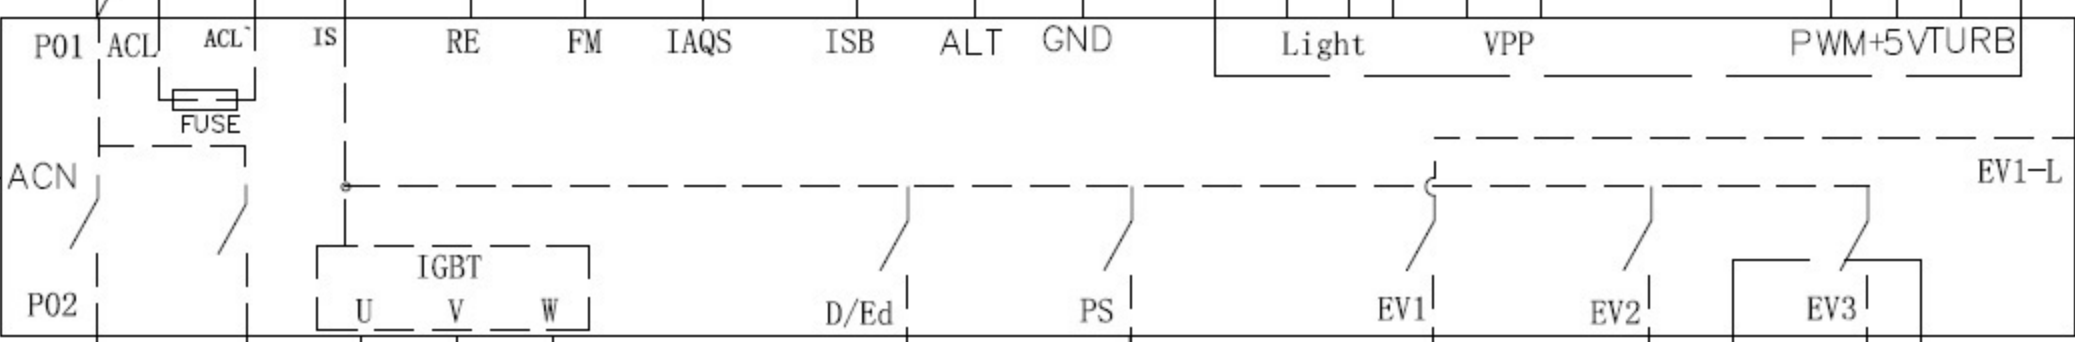 P01 ACL ACL~ IS RE FM IAQS ISB ALT GND Light VPP PWM+5VTURB
FUSE
ACN EV1-L
IGBT
P02 U V W D/Ed PS EV1 EV2 EV3